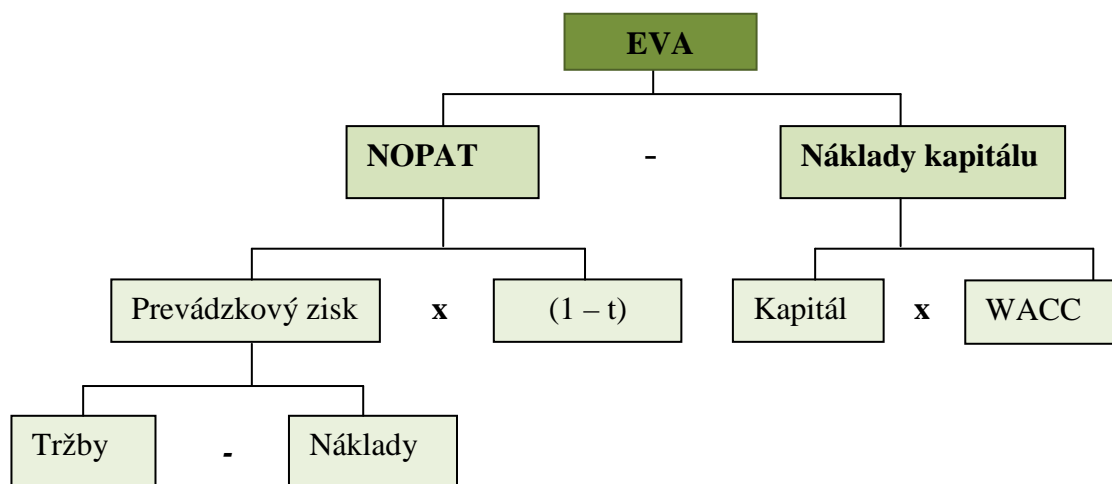 EVA
NOPAT - Náklady kapitálu
Prevádzkový zisk x (1 – t) Kapitál x WACC
Tržby - Náklady